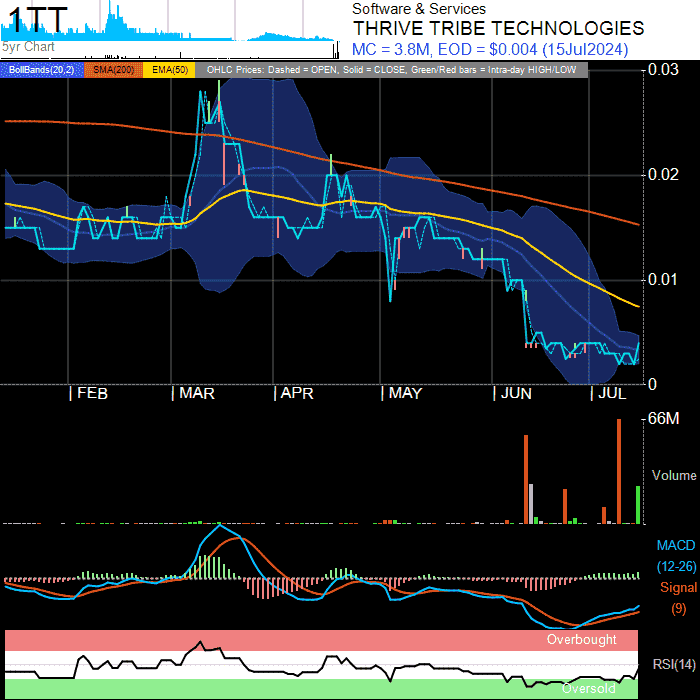 1TT
5yr Chart
Software & Services
THRIVE TRIBE TECHNOLOGIES
MC = 3.8M, EOD = $0.004 (15Jul2024)
BollBands(20,2) SMA(200) EMA(50) OHLC Prices: Dashed = OPEN, Solid = CLOSE, Green/Red bars = Intra-day HIGH/LOW
0.03
0.02
0.01
0
FEB MAR APR MAY JUN JUL
66M
Volume
MACD
(12-26)
Signal
(9)
Overbought
RSI(14)
Oversold